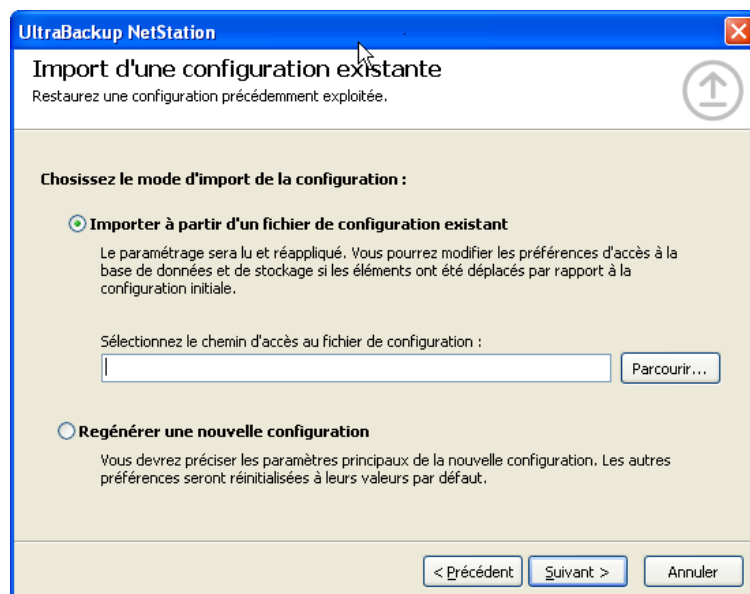 UltraBackup NetStation
Import d'une configuration existante
Restaurez une configuration précédemment exploitée.
Chosissez le mode d'import de la configuration :
Importer à partir d'un fichier de configuration existant
Le paramétrage sera lu et réappliqué. Vous pourrez modifier les préférences d'accès à la
base de données et de stockage si les éléments ont été déplacés par rapport à la
configuration initiale.
Sélectionnez le chemin d'accès au fichier de configuration :
Parcourir...
Regénérer une nouvelle configuration
Vous devrez préciser les paramètres principaux de la nouvelle configuration. Les autres
préférences seront réinitialisées à leurs valeurs par défaut.
< Précédent Suivant > Annuler